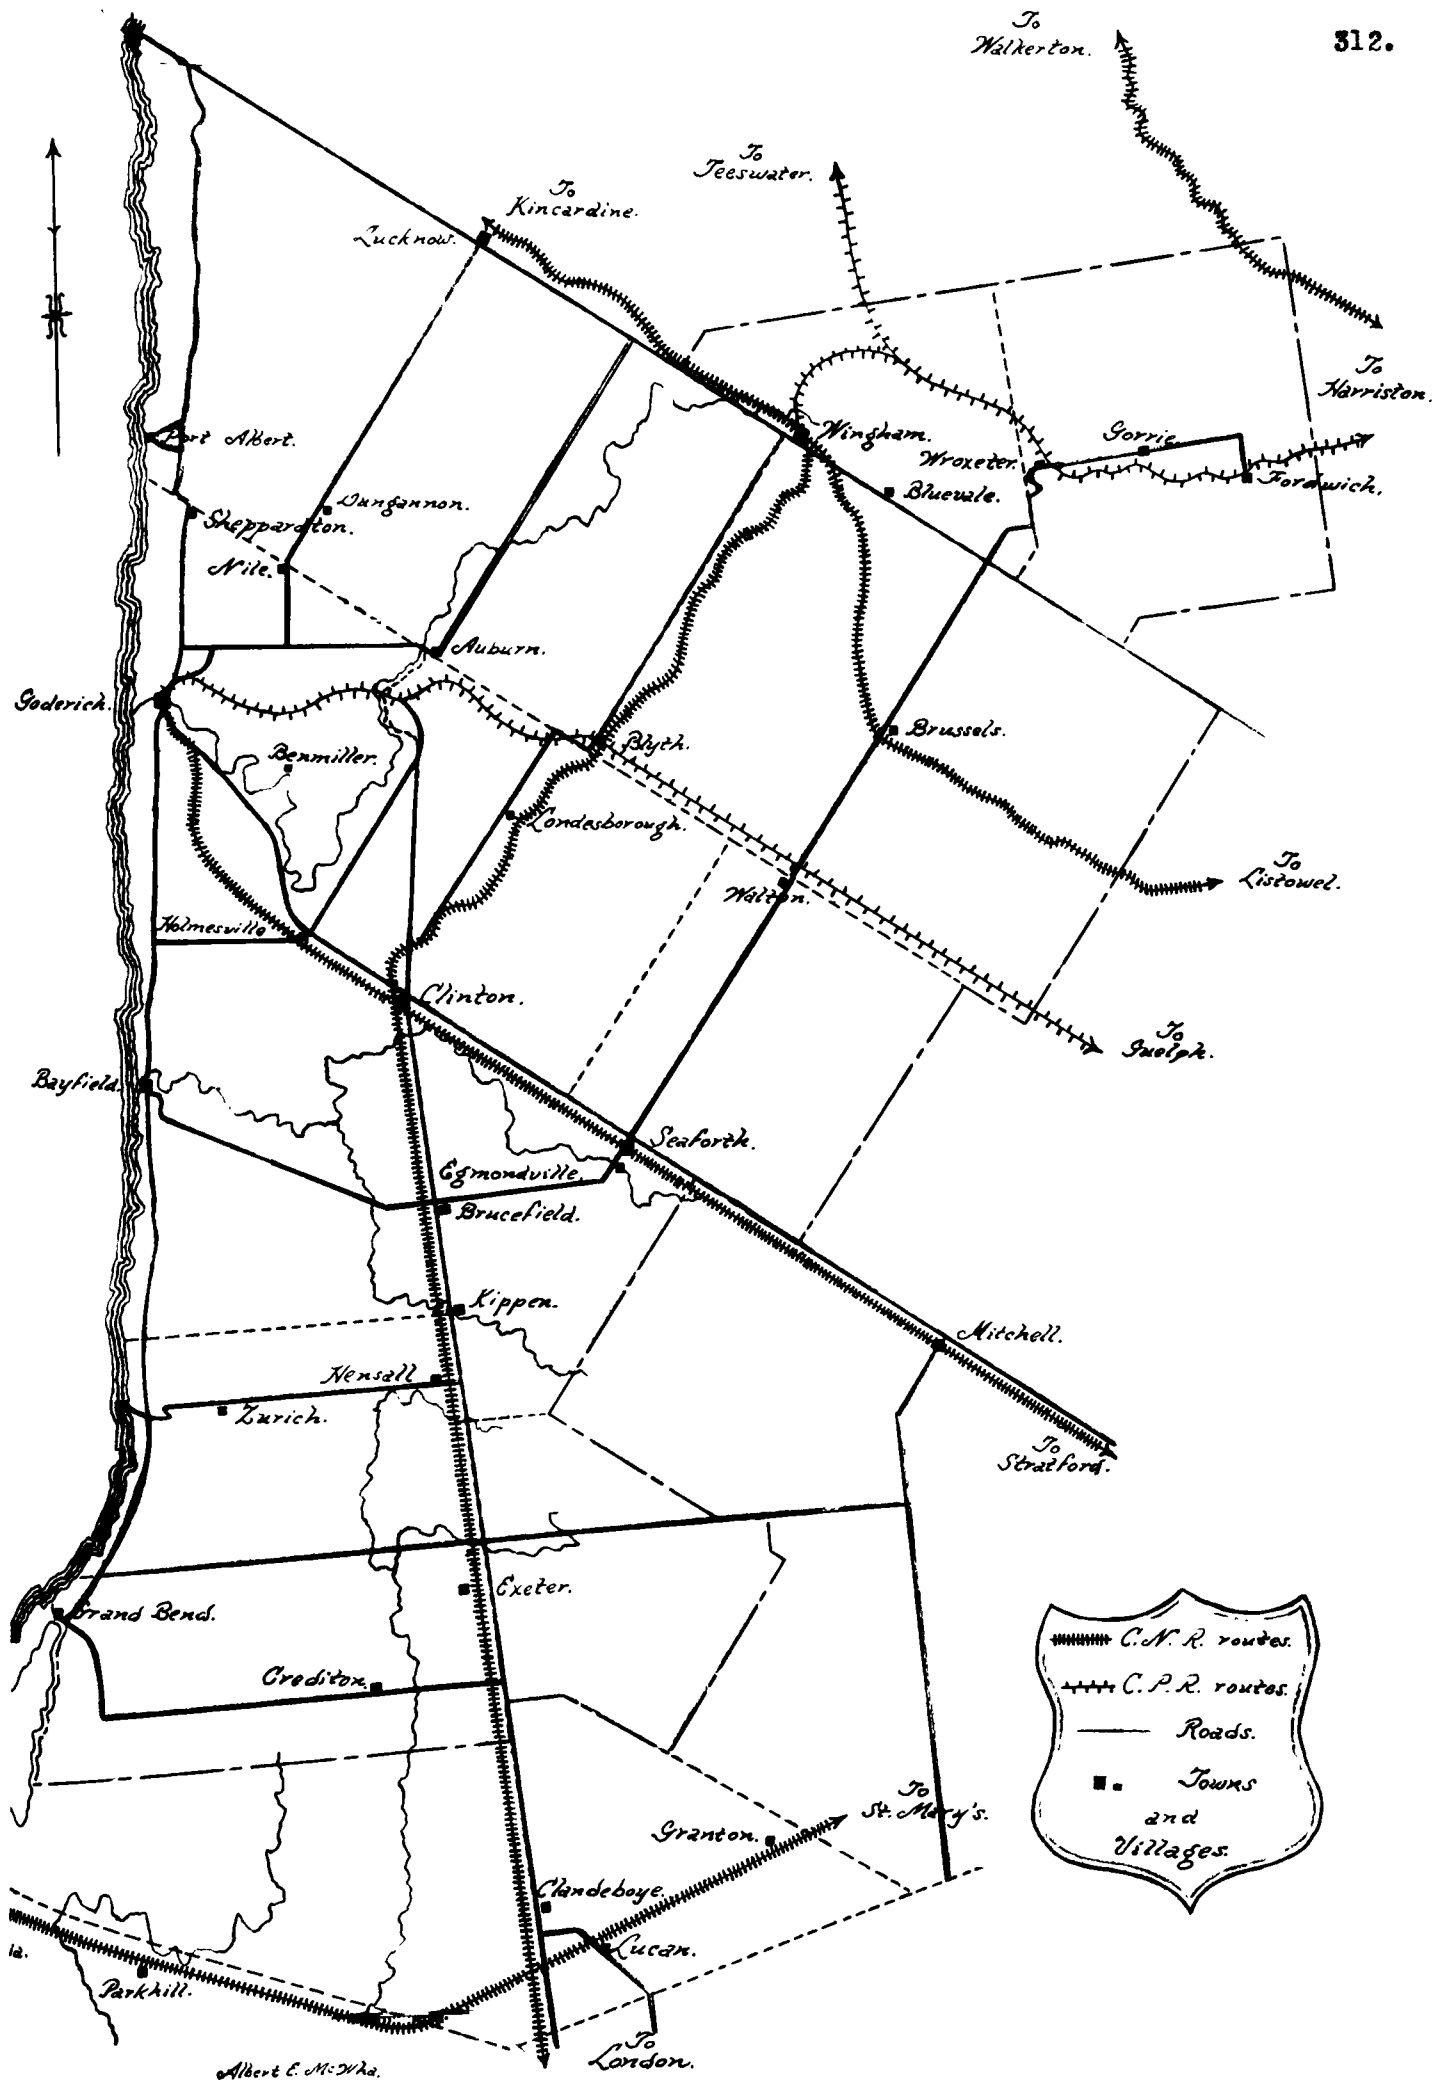 To
Walkerton.
312.
To
Teeswater.
To
Kincardine.
Lucknow.
To
Harriston.
Port Albert.
Wingham.
Gorrie.
Wroxeter.
Bluevale.
Fordwich.
Dungannon.
Sheppardton.
Nile.
Auburn.
Goderich.
Benmiller.
Blyth.
Brussels.
Londesborough.
To
Listowel.
Walton.
Holmesville
Clinton.
To
Guelph.
Bayfield.
Seaforth.
Egmondville.
Brucefield.
Kippen.
Mitchell.
Hensall
Zurich.
To
Stratford.
Exeter.
Grand Bend.
C.N.R. routes.
Crediton.
C.P.R. routes.
Roads.
Towns
and
Villages.
To
St. Mary's.
Granton.
Clandeboye.
Lucan.
la.
Parkhill.
To
London.
Albert E. McWha.